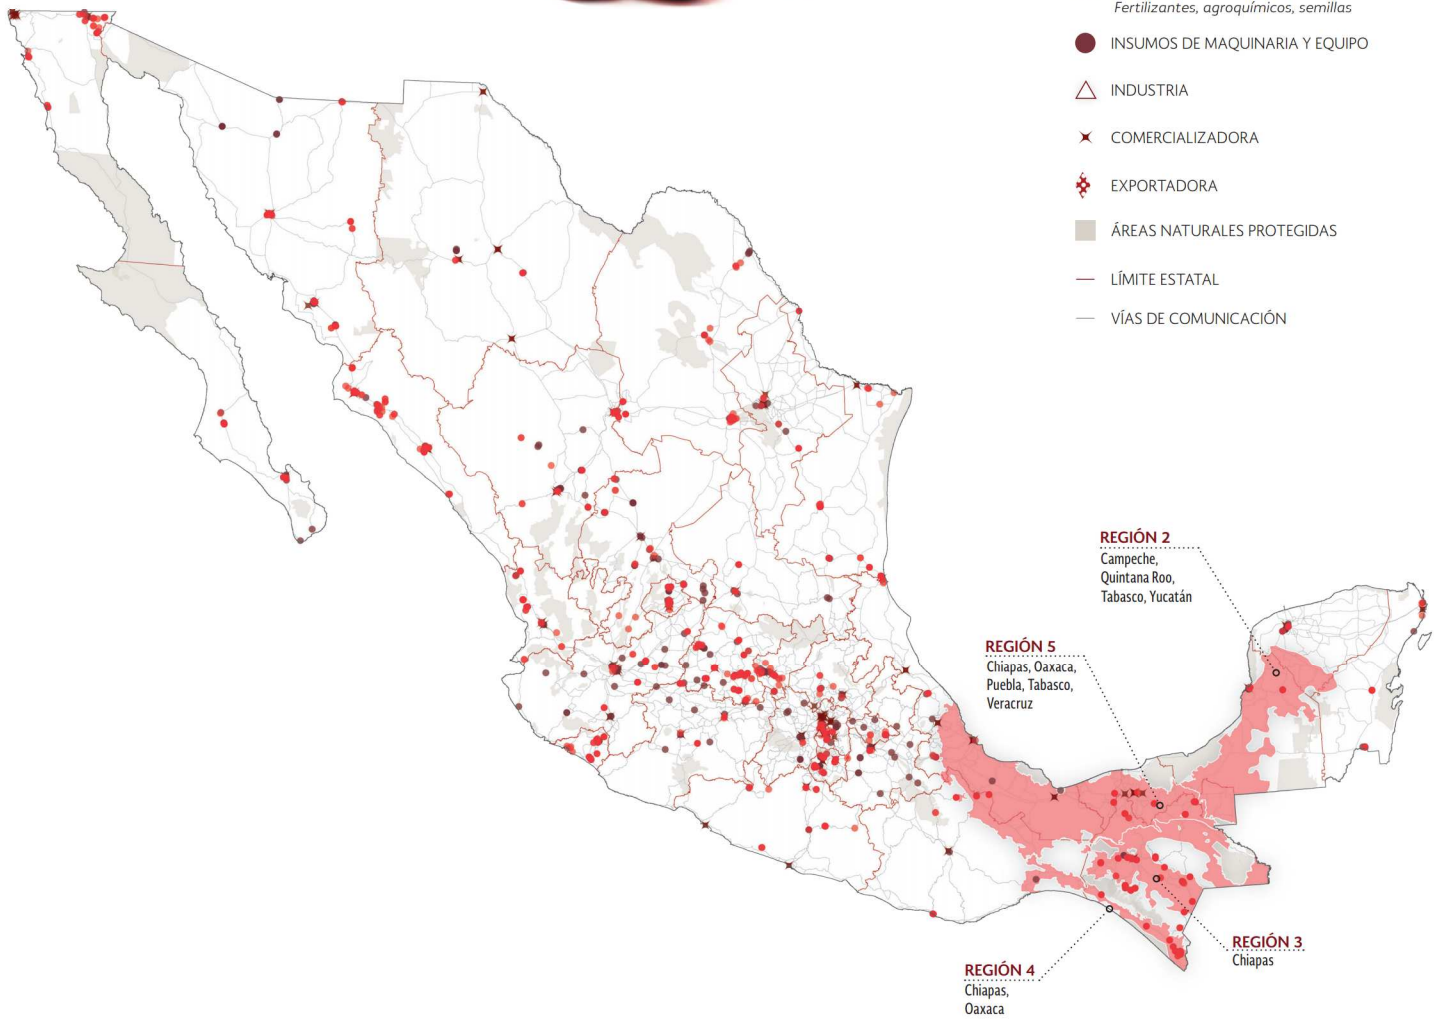 Fertilizantes, agroquímicos, semillas
INSUMOS DE MAQUINARIA Y EQUIPO
INDUSTRIA
COMERCIALIZADORA
EXPORTADORA
ÁREAS NATURALES PROTEGIDAS
LÍMITE ESTATAL
VÍAS DE COMUNICACIÓN
REGIÓN 2
Campeche,
Quintana Roo,
Tabasco, Yucatán
REGIÓN 5
Chiapas, Oaxaca,
Puebla, Tabasco,
Veracruz
REGIÓN 3
Chiapas
REGIÓN 4
Chiapas,
Oaxaca